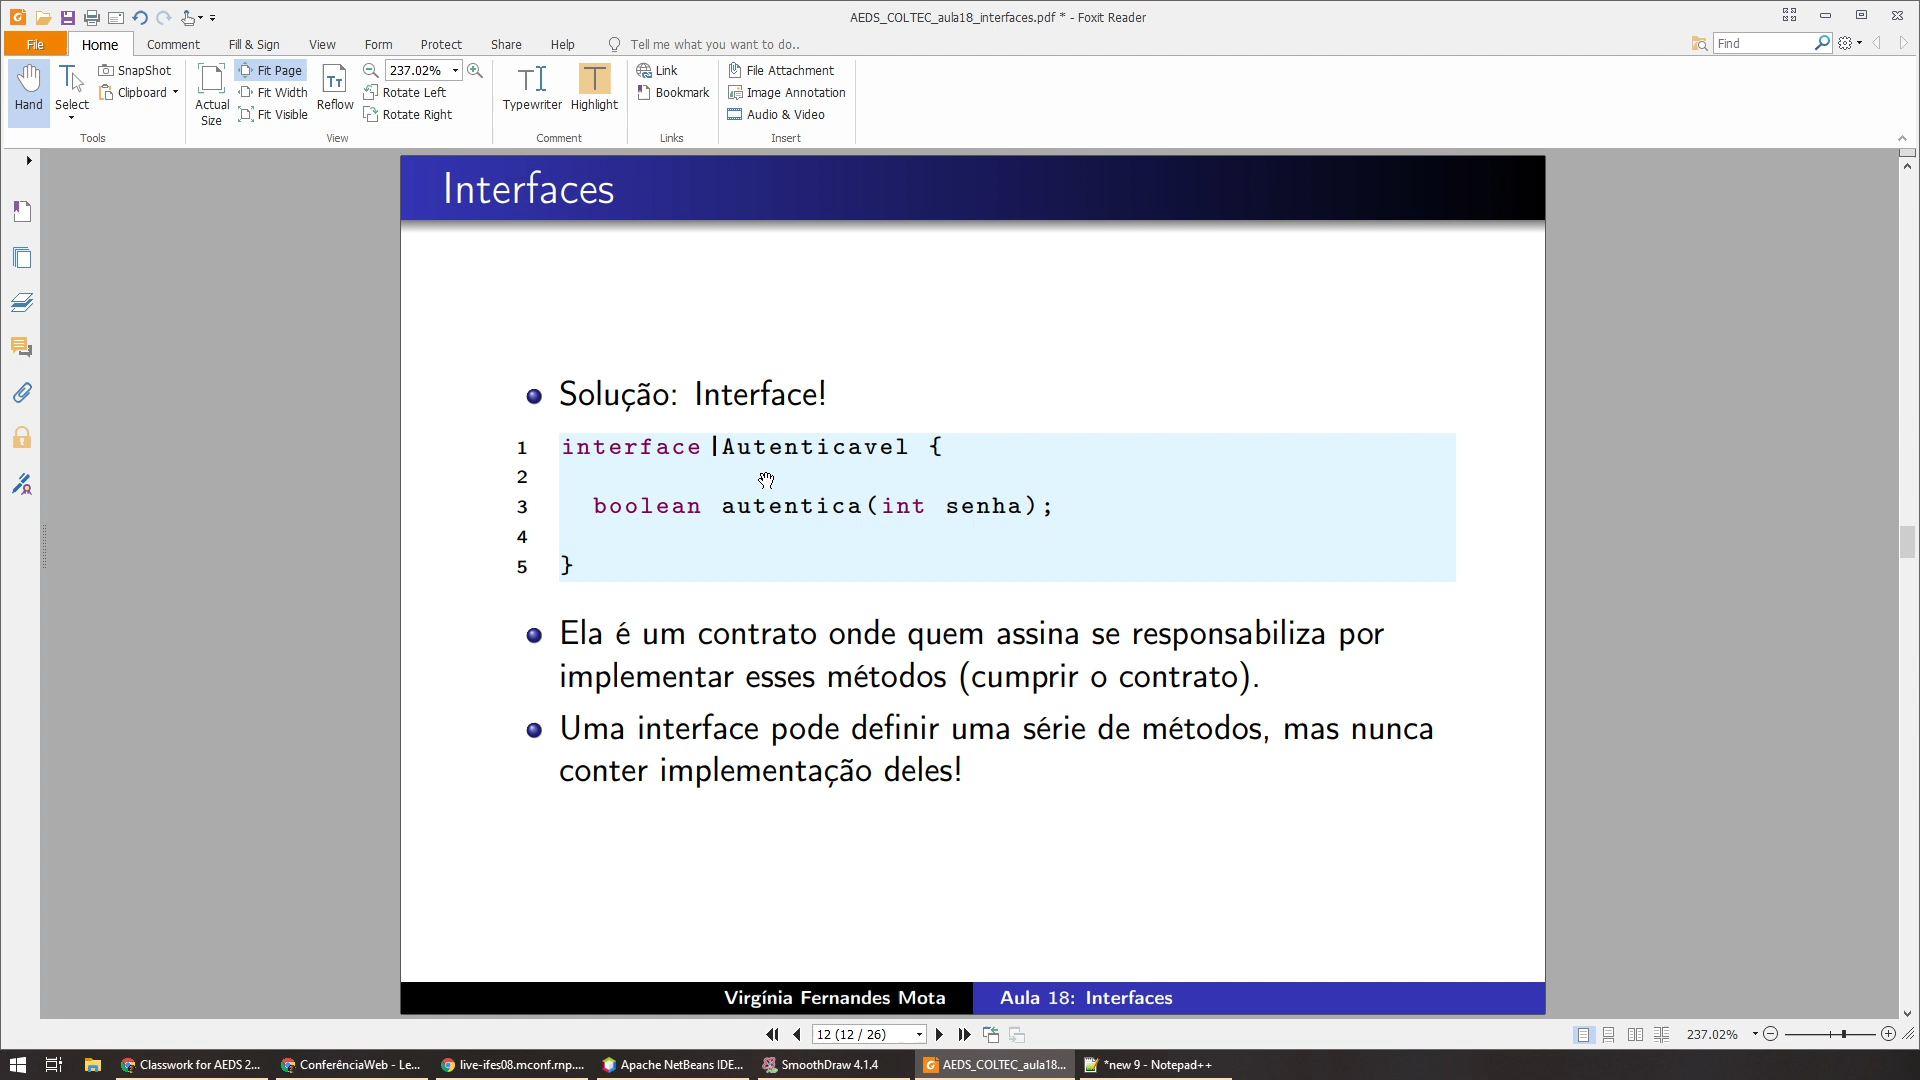 AEDS_COLTEC_aula18_interfaces.pdf * - Foxit Reader
File Home Comment Fill & Sign View Form Protect Share Help Tell me what you want to do.. Find
Hand Select SnapShot Clipboard
Tools
Actual Size Fit Page Fit Width Fit Visible Reflow 237.02% Rotate Left Rotate Right
View
Typewriter Highlight
Comment
Link Bookmark
Links
File Attachment Image Annotation Audio & Video
Insert
Interfaces
Solução: Interface!
1 interface Autenticavel {
2
3 boolean autentica(int senha);
4
5 }
Ela é um contrato onde quem assina se responsabiliza por
implementar esses métodos (cumprir o contrato).
Uma interface pode definir uma série de métodos, mas nunca
conter implementação deles!
Virgínia Fernandes Mota Aula 18: Interfaces
12 (12 / 26) 237.02%
Classwork for AEDS 2... ConferênciaWeb - Le... live-ifes08.mconf.rnp.... Apache NetBeans IDE... SmoothDraw 4.1.4 AEDS_COLTEC_aula18... *new 9 - Notepad++